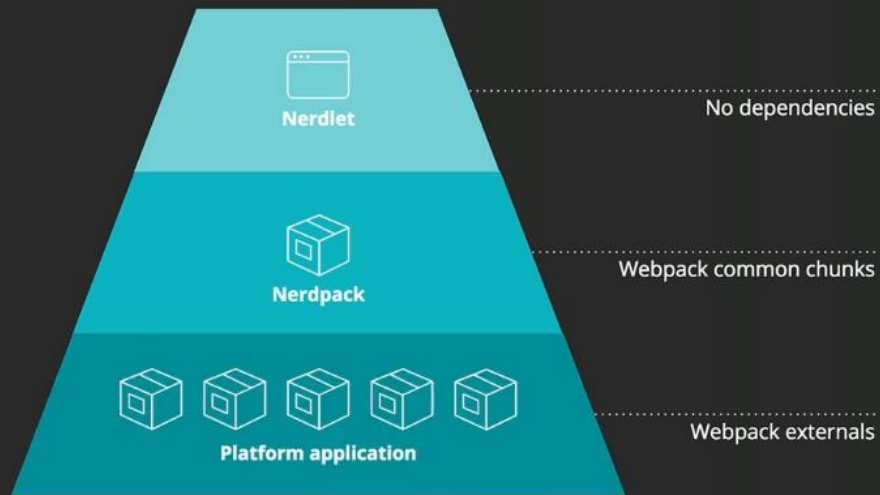 Nerdlet
No dependencies
Nerdpack
Webpack common chunks
Platform application
Webpack externals